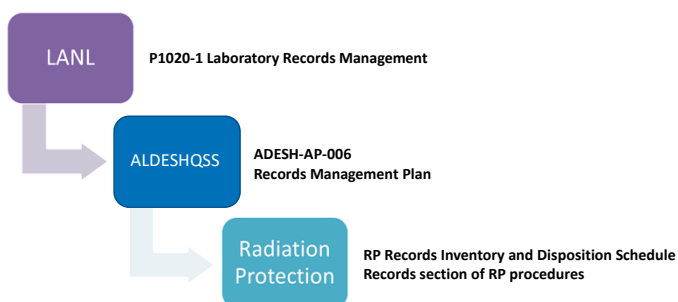 LANL
P1020-1 Laboratory Records Management
ALDESHQSS
ADESH-AP-006
Records Management Plan
Radiation
Protection
RP Records Inventory and Disposition Schedule
Records section of RP procedures